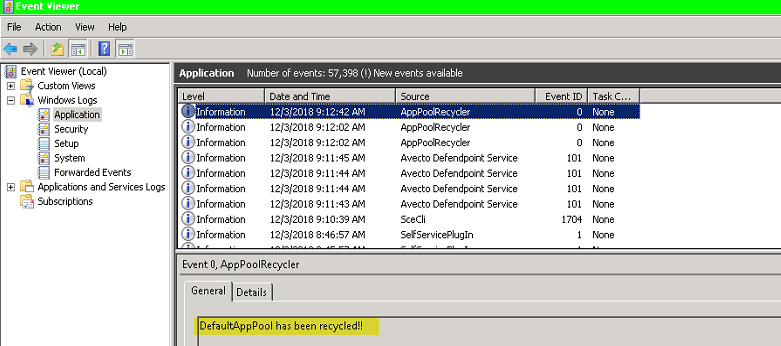 Event Viewer
File Action View Help
Event Viewer (Local)
Custom Views
Windows Logs
Application
Security
Setup
System
Forwarded Events
Applications and Services Logs
Subscriptions
Application Number of events: 57,398 (!) New events available
Level Date and Time Source Event ID Task C...
Information 12/3/2018 9:12:42 AM AppPoolRecycler 0 None
Information 12/3/2018 9:12:02 AM AppPoolRecycler 0 None
Information 12/3/2018 9:12:02 AM AppPoolRecycler 0 None
Information 12/3/2018 9:11:45 AM Avecto Defendpoint Service 101 None
Information 12/3/2018 9:11:44 AM Avecto Defendpoint Service 101 None
Information 12/3/2018 9:11:44 AM Avecto Defendpoint Service 101 None
Information 12/3/2018 9:11:43 AM Avecto Defendpoint Service 101 None
Information 12/3/2018 9:10:39 AM SceCli 1704 None
Information 12/3/2018 8:46:57 AM SelfServicePlugIn 1 None
Event 0, AppPoolRecycler
General Details
DefaultAppPool has been recycled!!